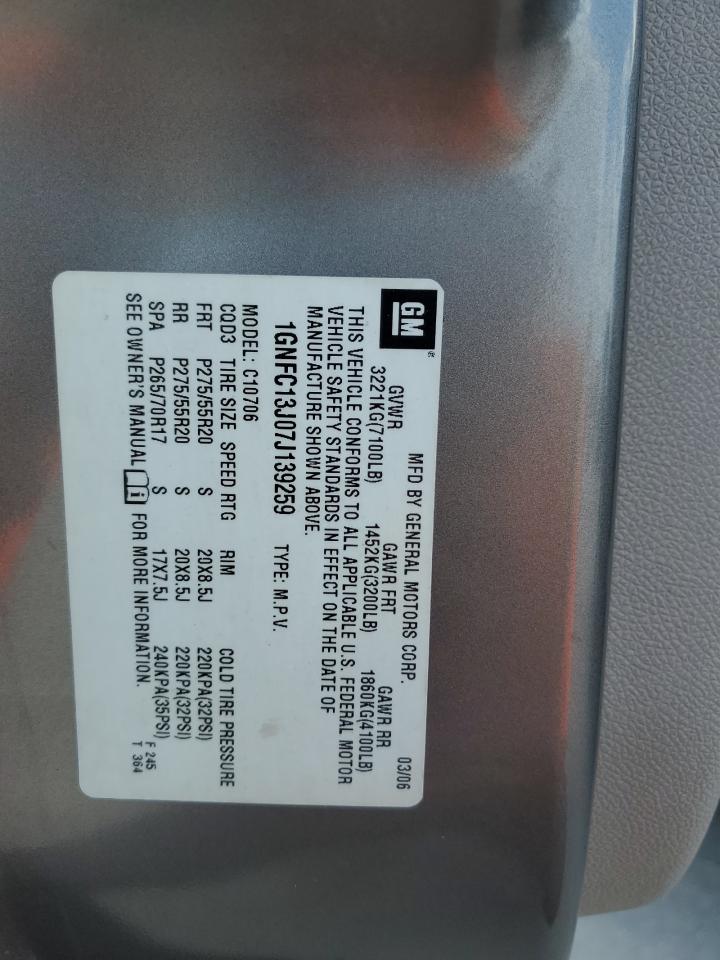 GM®
MFD BY GENERAL MOTORS CORP. 03/06
GVWR GAWR FRT GAWR RR
3221KG(7100LB) 1452KG(3200LB) 1860KG(4100LB)
THIS VEHICLE CONFORMS TO ALL APPLICABLE U.S. FEDERAL MOTOR
VEHICLE SAFETY STANDARDS IN EFFECT ON THE DATE OF
MANUFACTURE SHOWN ABOVE.
1GNFC13J07J139259 TYPE: M.P.V.
MODEL: C10706
CQD3 TIRE SIZE SPEED RTG RIM COLD TIRE PRESSURE
FRT P275/55R20 S 20X8.5J 220KPA(32PSI)
RR P275/55R20 S 20X8.5J 220KPA(32PSI)
SPA P265/70R17 S 17X7.5J 240KPA(35PSI)
SEE OWNER'S MANUAL i FOR MORE INFORMATION.
F 245
T 364